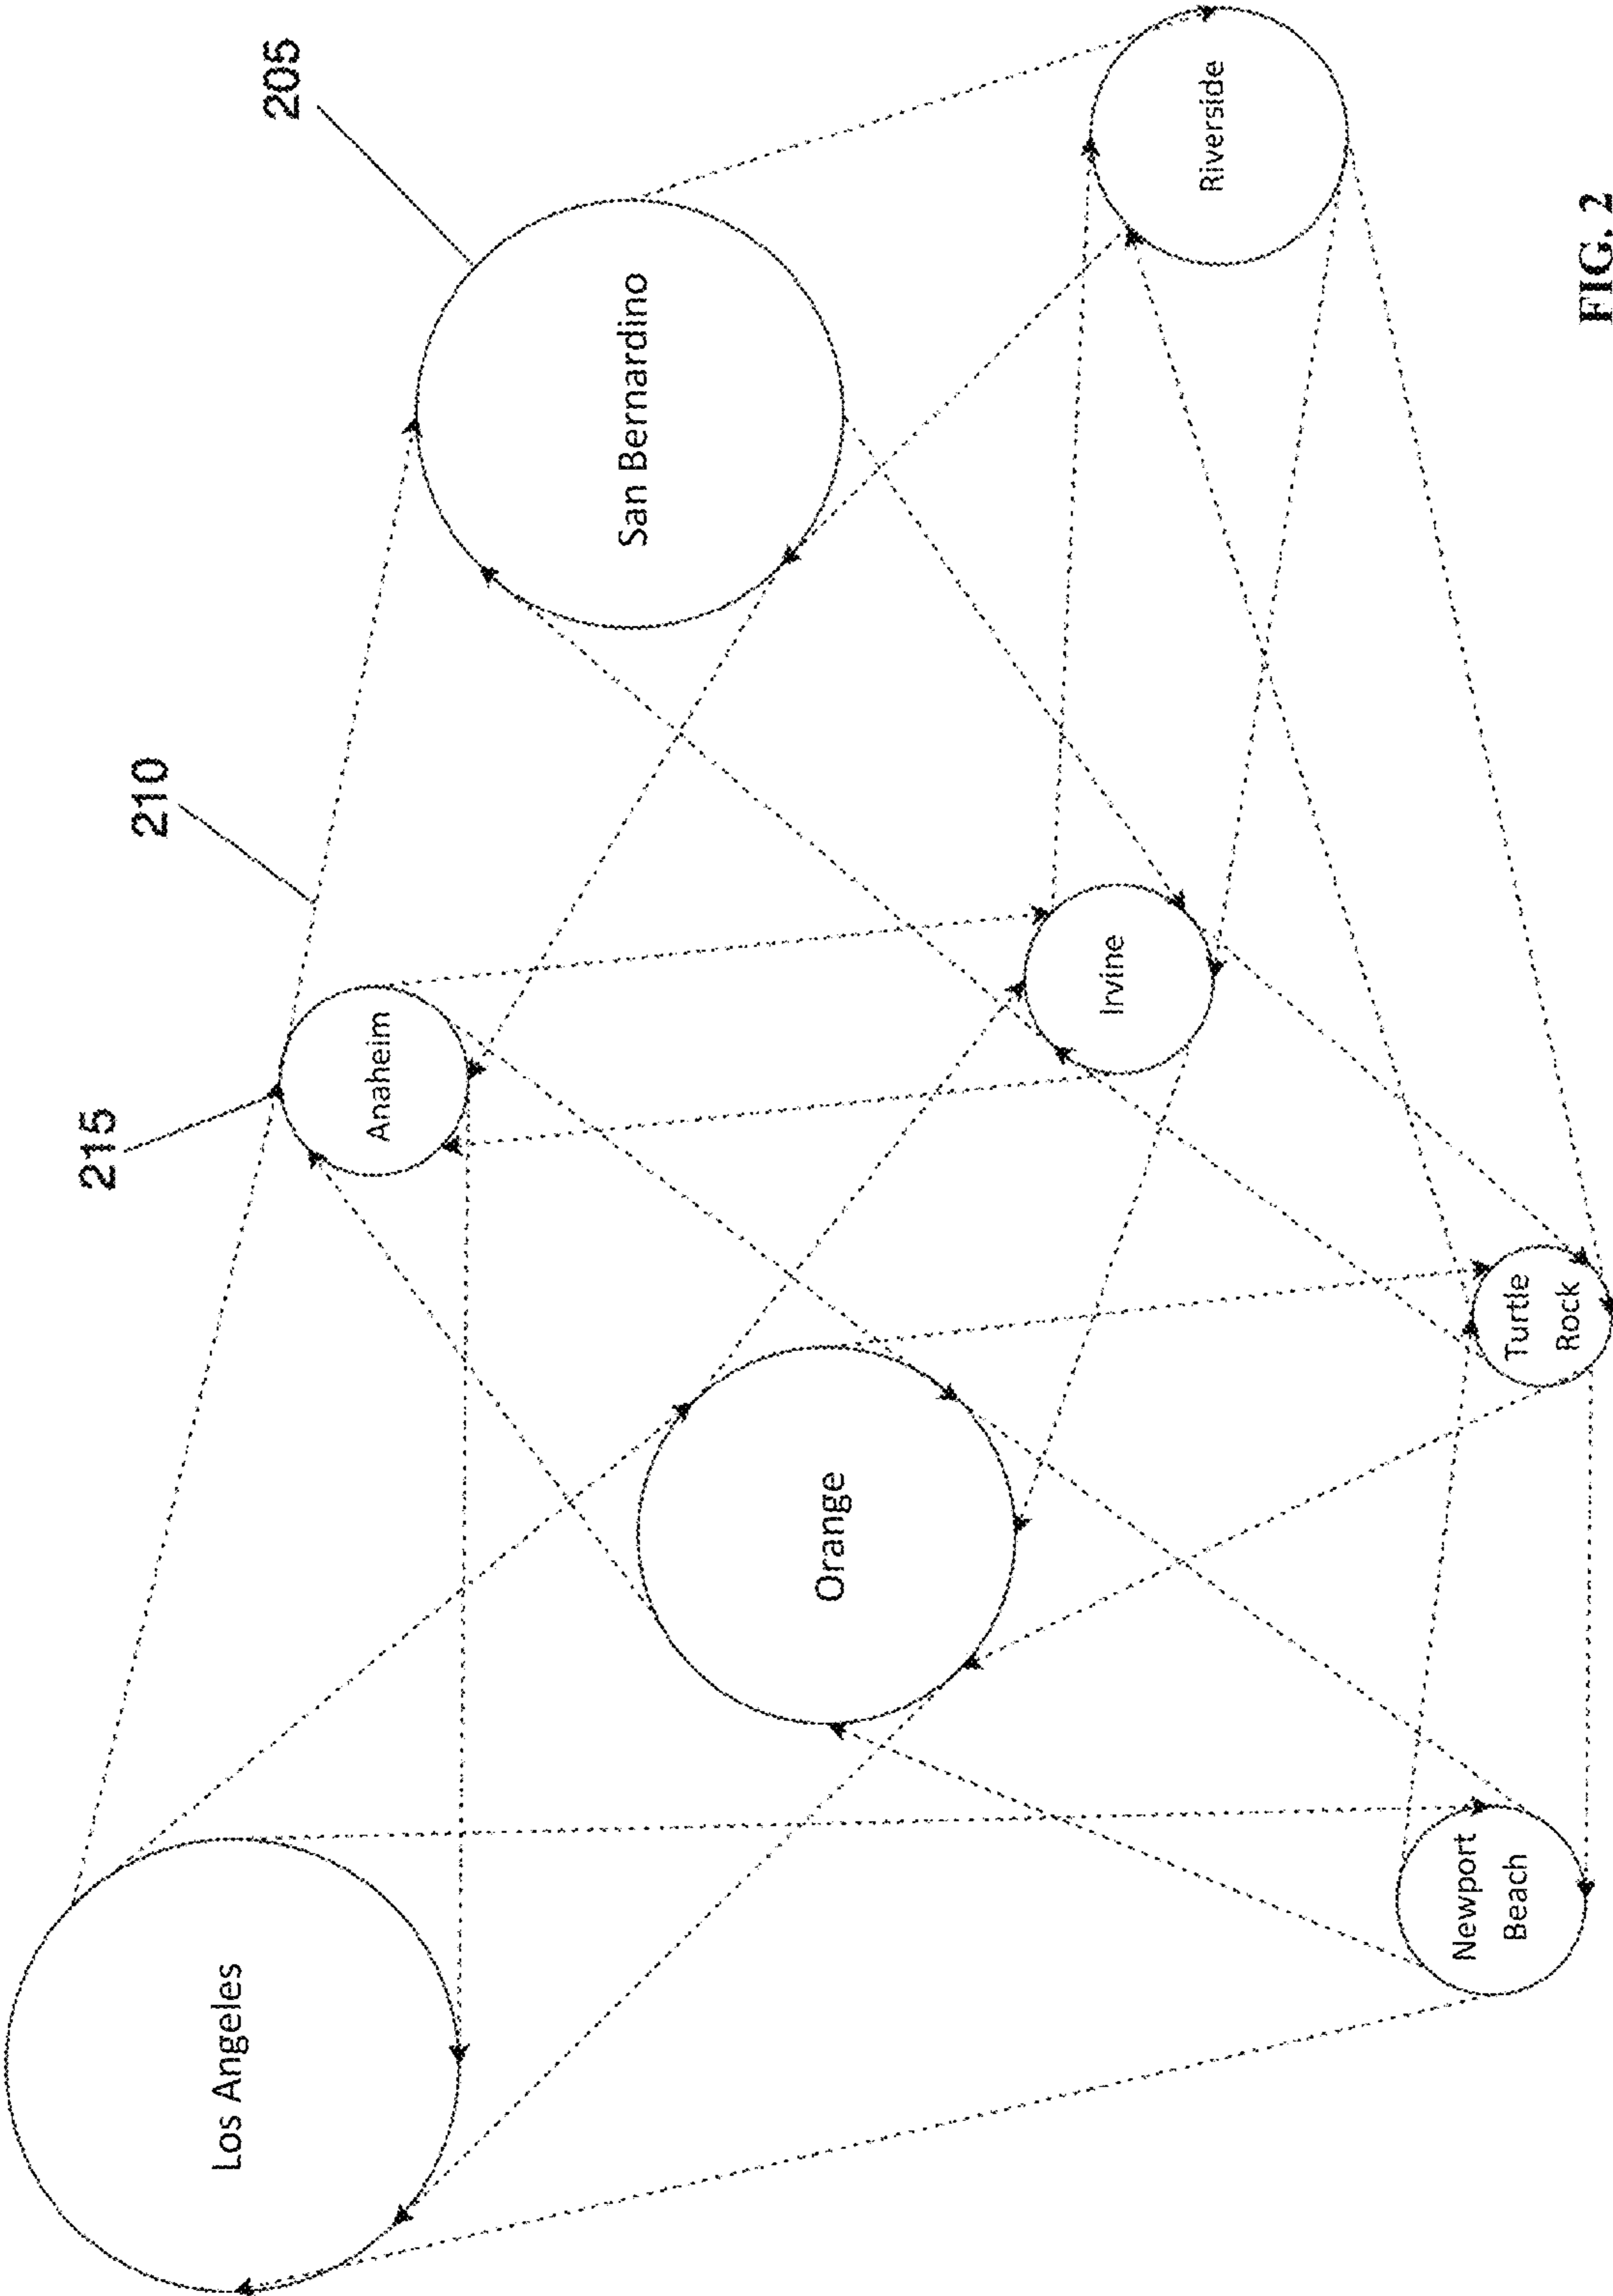 205
210
215
Los Angeles
Anaheim
San Bernardino
Orange
Irvine
Riverside
Newport
Beach
Turtle
Rock
FIG. 2